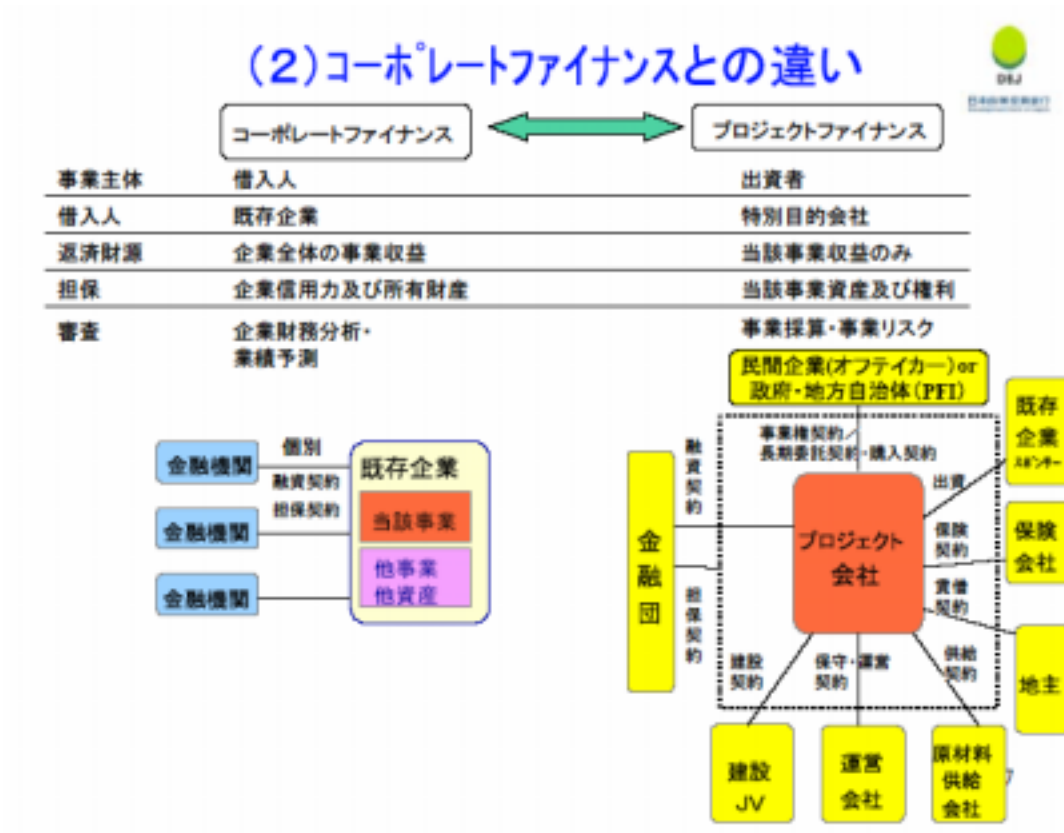 (2)コーポレートファイナンスとの違い
DBJ
コーポレートファイナンス
プロジェクトファイナンス
事業主体 借入人 出資者
借入人 既存企業 特別目的会社
返済財源 企業全体の事業収益 当該事業収益のみ
担保 企業信用力及び所有財産 当該事業資産及び権利
審査 企業財務分析・ 事業採算・事業リスク
業績予測
民間企業(オフテイカー)or
政府・地方自治体(PFI)
事業権契約/
長期委託契約・購入契約
金融機関
金融機関
金融機関
個別
融資契約
担保契約
既存企業
当該事業
他事業
他資産
金融団
融資契約
担保契約
プロジェクト
会社
出資
保険
契約
賃借
契約
既存
企業
スポンサー
保険
会社
地主
建設
契約
保守・運営
契約
供給
契約
建設
JV
運営
会社
原材料
供給
会社
7